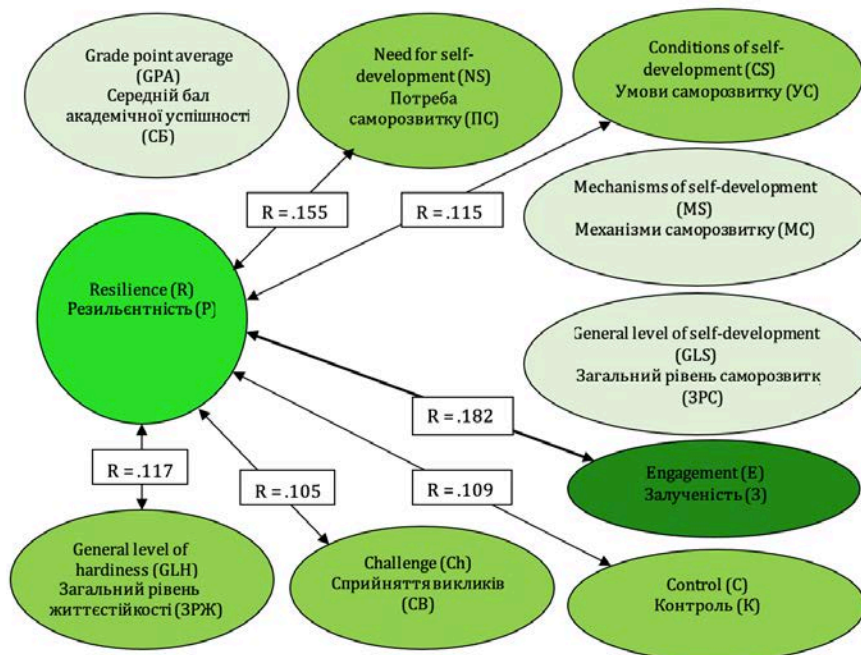 Grade point average
(GPA)
Середній бал
академічної успішності
(СБ)
Need for self-
development (NS)
Потреба
саморозвитку (ПС)
Conditions of self-
development (CS)
Умови саморозвитку (УС)
R = .155
R = .115
Mechanisms of self-development
(MS)
Механізми саморозвитку (МС)
Resilience (R)
Резильєнтність (Р)
General level of self-development
(GLS)
Загальний рівень саморозвитк
(ЗРС)
R = .182
R = .117
R = .105
R = .109
Engagement (E)
Залученість (З)
General level of
hardiness (GLH)
Загальний рівень
життєстійкості (ЗРЖ)
Challenge (Ch)
Сприйняття викликів
(СВ)
Control (C)
Контроль (К)